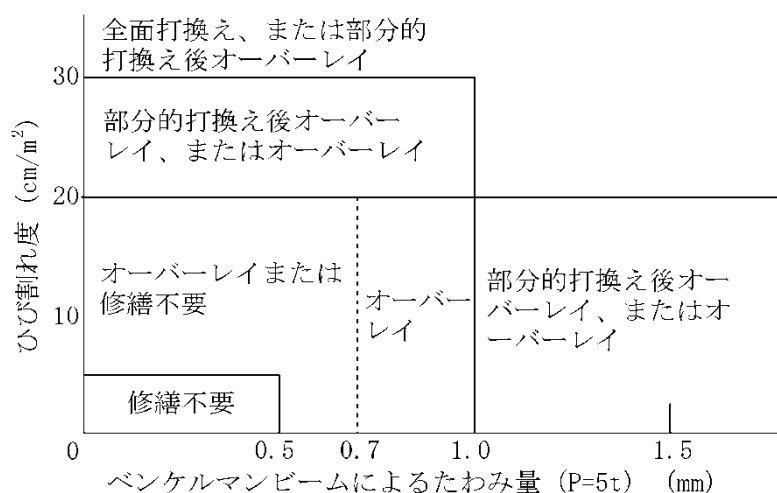 全面打換え、または部分的
打換え後オーバーレイ
30
部分的打換え後オーバー
レイ、またはオーバーレイ
ひび割れ度 (cm/m²)
20
オーバーレイまたは
修繕不要
オーバー
レイ
部分的打換え後オー
バーレイ、またはオ
ーバーレイ
10
修繕不要
0
0.5
0.7
1.0
1.5
ベンケルマンビームによるたわみ量 (P=5t) (mm)